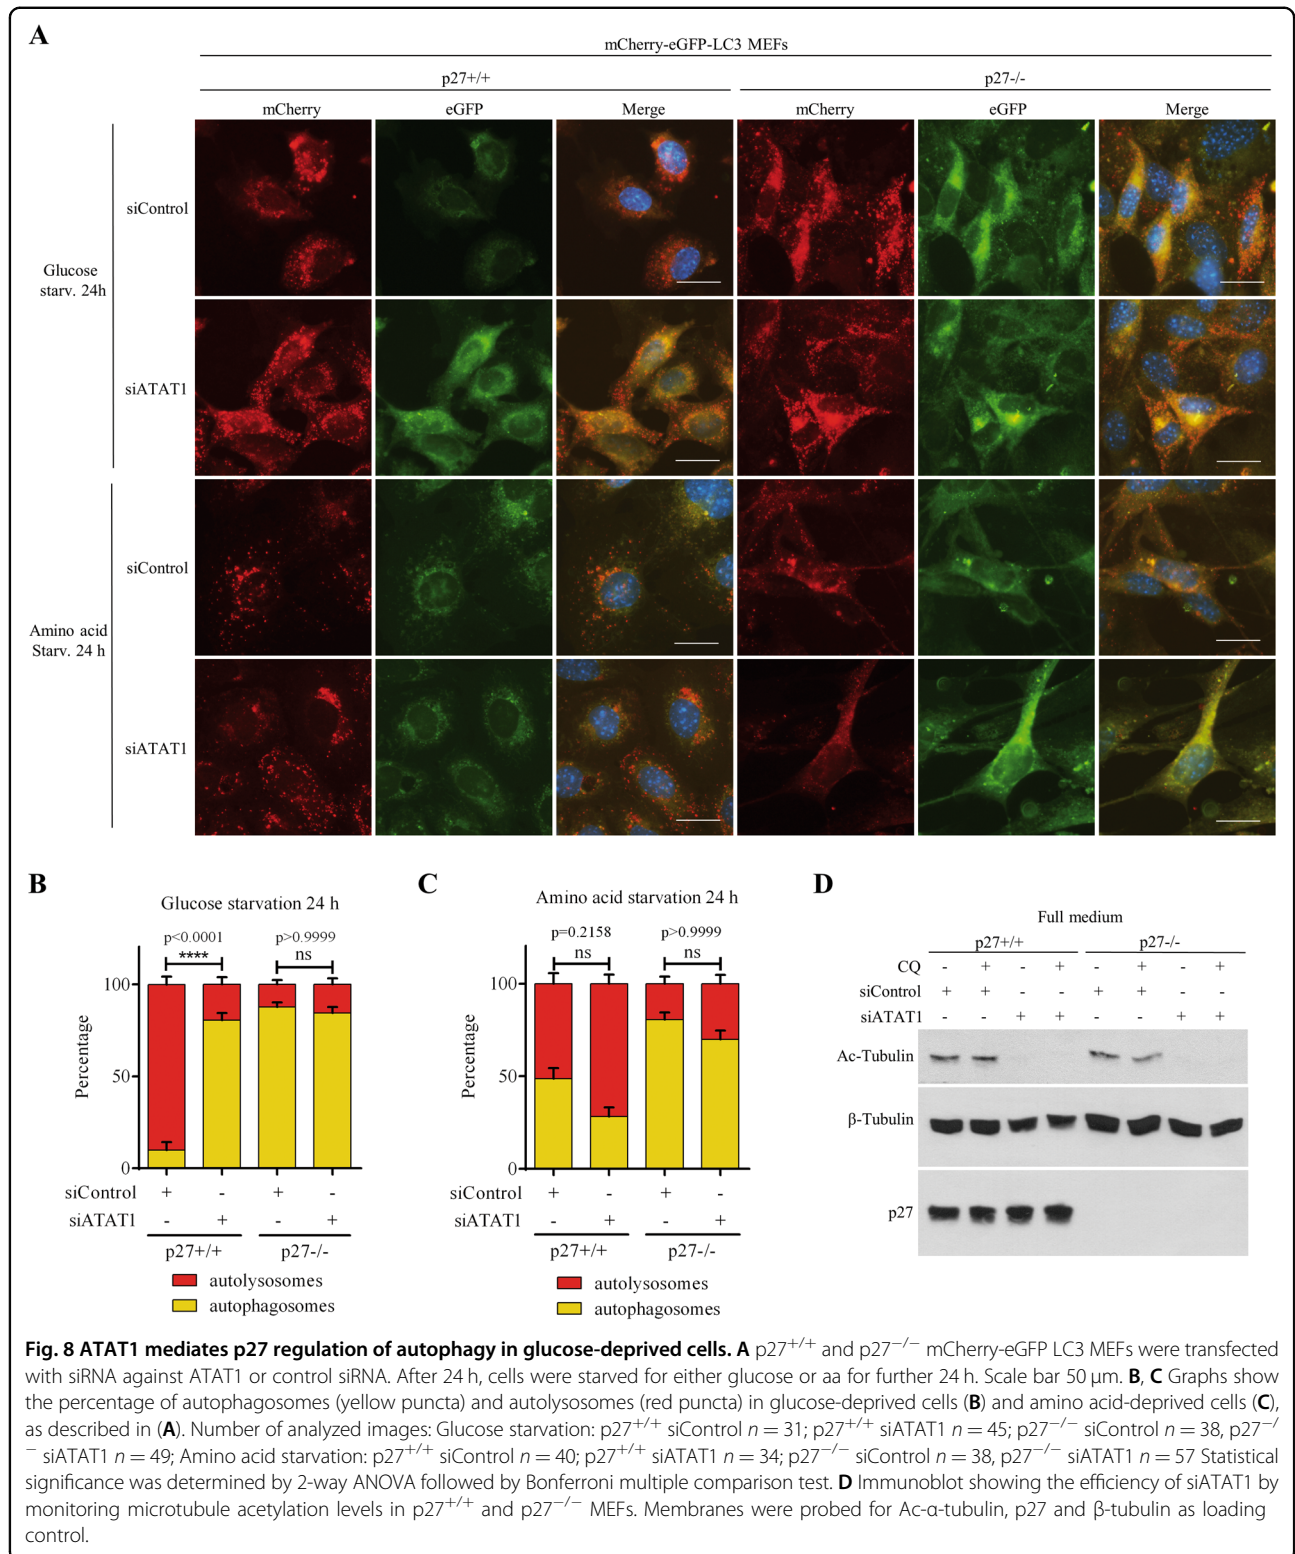 A
mCherry-eGFP-LC3 MEFs
p27+/+ p27-/-
mCherry eGFP Merge mCherry eGFP Merge
siControl
Glucose
starv. 24h
siATAT1
siControl
Amino acid
Starv. 24 h
siATAT1
B
Glucose starvation 24 h
p<0.0001 p>0.9999
**** ns
100
50
0
Percentage
siControl + - + -
siATAT1 - + - +
p27+/+ p27-/-
autolysosomes
autophagosomes
C
Amino acid starvation 24 h
p=0.2158 p>0.9999
ns ns
100
50
0
Percentage
siControl + - + -
siATAT1 - + - +
p27+/+ p27-/-
autolysosomes
autophagosomes
D
Full medium
p27+/+ p27-/-
CQ - + - + - + - +
siControl + + - - + + - -
siATAT1 - - + + - - + +
Ac-Tubulin
β-Tubulin
p27
Fig. 8 ATAT1 mediates p27 regulation of autophagy in glucose-deprived cells. A p27+/+ and p27−/− mCherry-eGFP LC3 MEFs were transfected
with siRNA against ATAT1 or control siRNA. After 24 h, cells were starved for either glucose or aa for further 24 h. Scale bar 50 µm. B, C Graphs show
the percentage of autophagosomes (yellow puncta) and autolysosomes (red puncta) in glucose-deprived cells (B) and amino acid-deprived cells (C),
as described in (A). Number of analyzed images: Glucose starvation: p27+/+ siControl n = 31; p27+/+ siATAT1 n = 45; p27−/− siControl n = 38, p27−/
− siATAT1 n = 49; Amino acid starvation: p27+/+ siControl n = 40; p27+/+ siATAT1 n = 34; p27−/− siControl n = 38, p27−/− siATAT1 n = 57 Statistical
significance was determined by 2-way ANOVA followed by Bonferroni multiple comparison test. D Immunoblot showing the efficiency of siATAT1 by
monitoring microtubule acetylation levels in p27+/+ and p27−/− MEFs. Membranes were probed for Ac-α-tubulin, p27 and β-tubulin as loading
control.